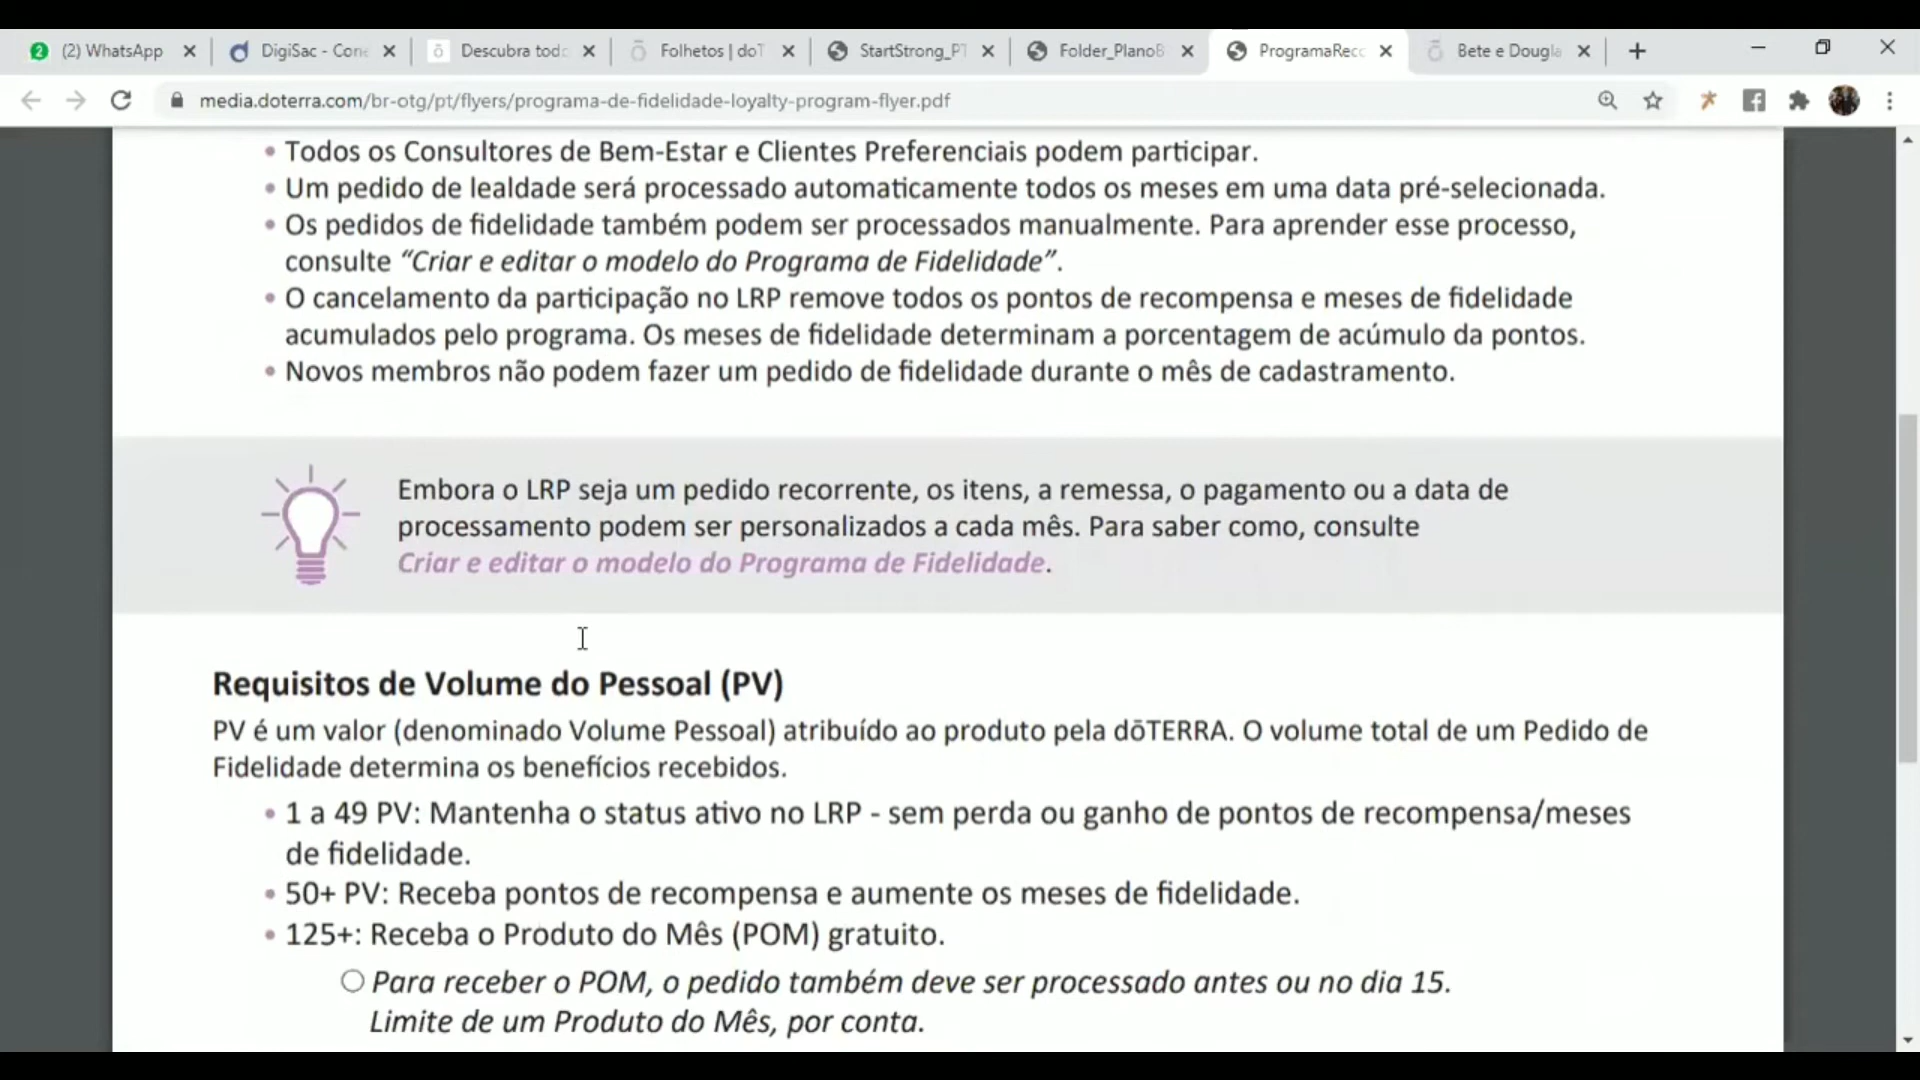 2 (2) WhatsApp DigiSac - Con Descubra tod Folhetos | doT StartStrong_PT Folder_PlanoB ProgramaRec Bete e Dougla
media.doterra.com/br-otg/pt/flyers/programa-de-fidelidade-loyalty-program-flyer.pdf
• Todos os Consultores de Bem-Estar e Clientes Preferenciais podem participar.
• Um pedido de lealdade será processado automaticamente todos os meses em uma data pré-selecionada.
• Os pedidos de fidelidade também podem ser processados manualmente. Para aprender esse processo,
consulte “Criar e editar o modelo do Programa de Fidelidade”.
• O cancelamento da participação no LRP remove todos os pontos de recompensa e meses de fidelidade
acumulados pelo programa. Os meses de fidelidade determinam a porcentagem de acúmulo da pontos.
• Novos membros não podem fazer um pedido de fidelidade durante o mês de cadastramento.
Embora o LRP seja um pedido recorrente, os itens, a remessa, o pagamento ou a data de
processamento podem ser personalizados a cada mês. Para saber como, consulte
Criar e editar o modelo do Programa de Fidelidade.
Requisitos de Volume do Pessoal (PV)
PV é um valor (denominado Volume Pessoal) atribuído ao produto pela dōTERRA. O volume total de um Pedido de
Fidelidade determina os benefícios recebidos.
• 1 a 49 PV: Mantenha o status ativo no LRP - sem perda ou ganho de pontos de recompensa/meses
de fidelidade.
• 50+ PV: Receba pontos de recompensa e aumente os meses de fidelidade.
• 125+: Receba o Produto do Mês (POM) gratuito.
Para receber o POM, o pedido também deve ser processado antes ou no dia 15.
Limite de um Produto do Mês, por conta.